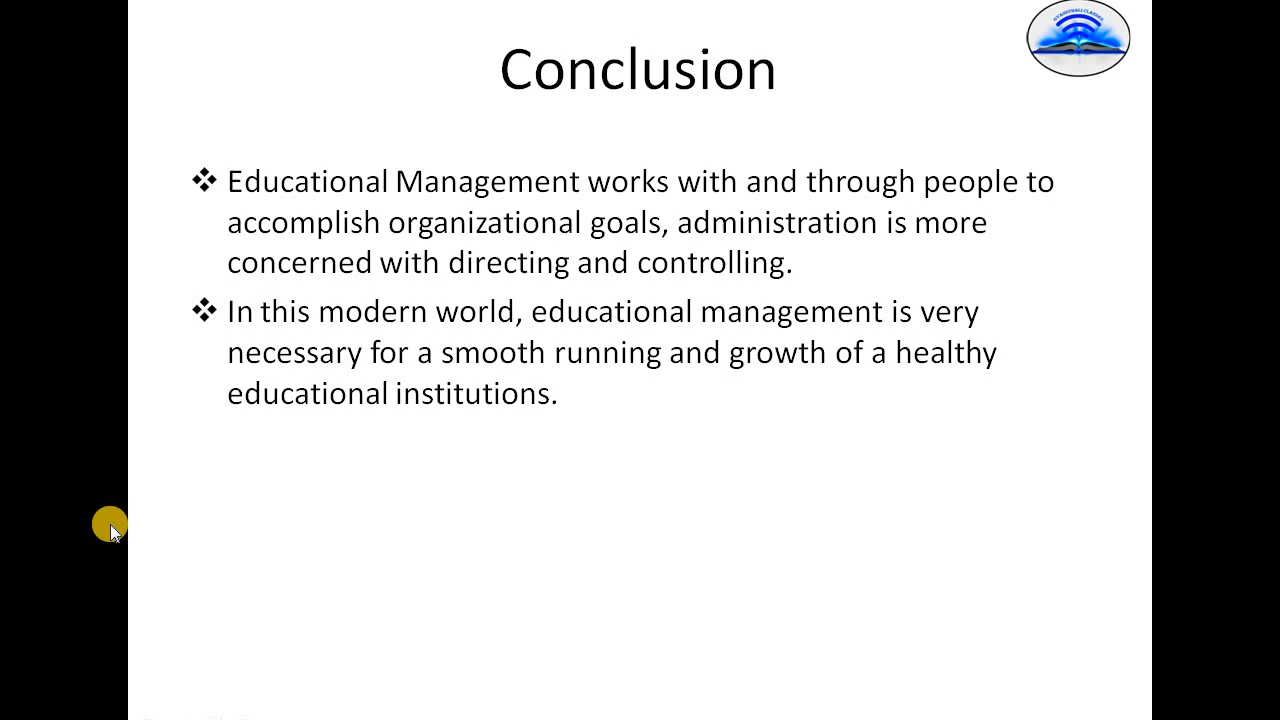 Conclusion
❖ Educational Management works with and through people to
accomplish organizational goals, administration is more
concerned with directing and controlling.
❖ In this modern world, educational management is very
necessary for a smooth running and growth of a healthy
educational institutions.